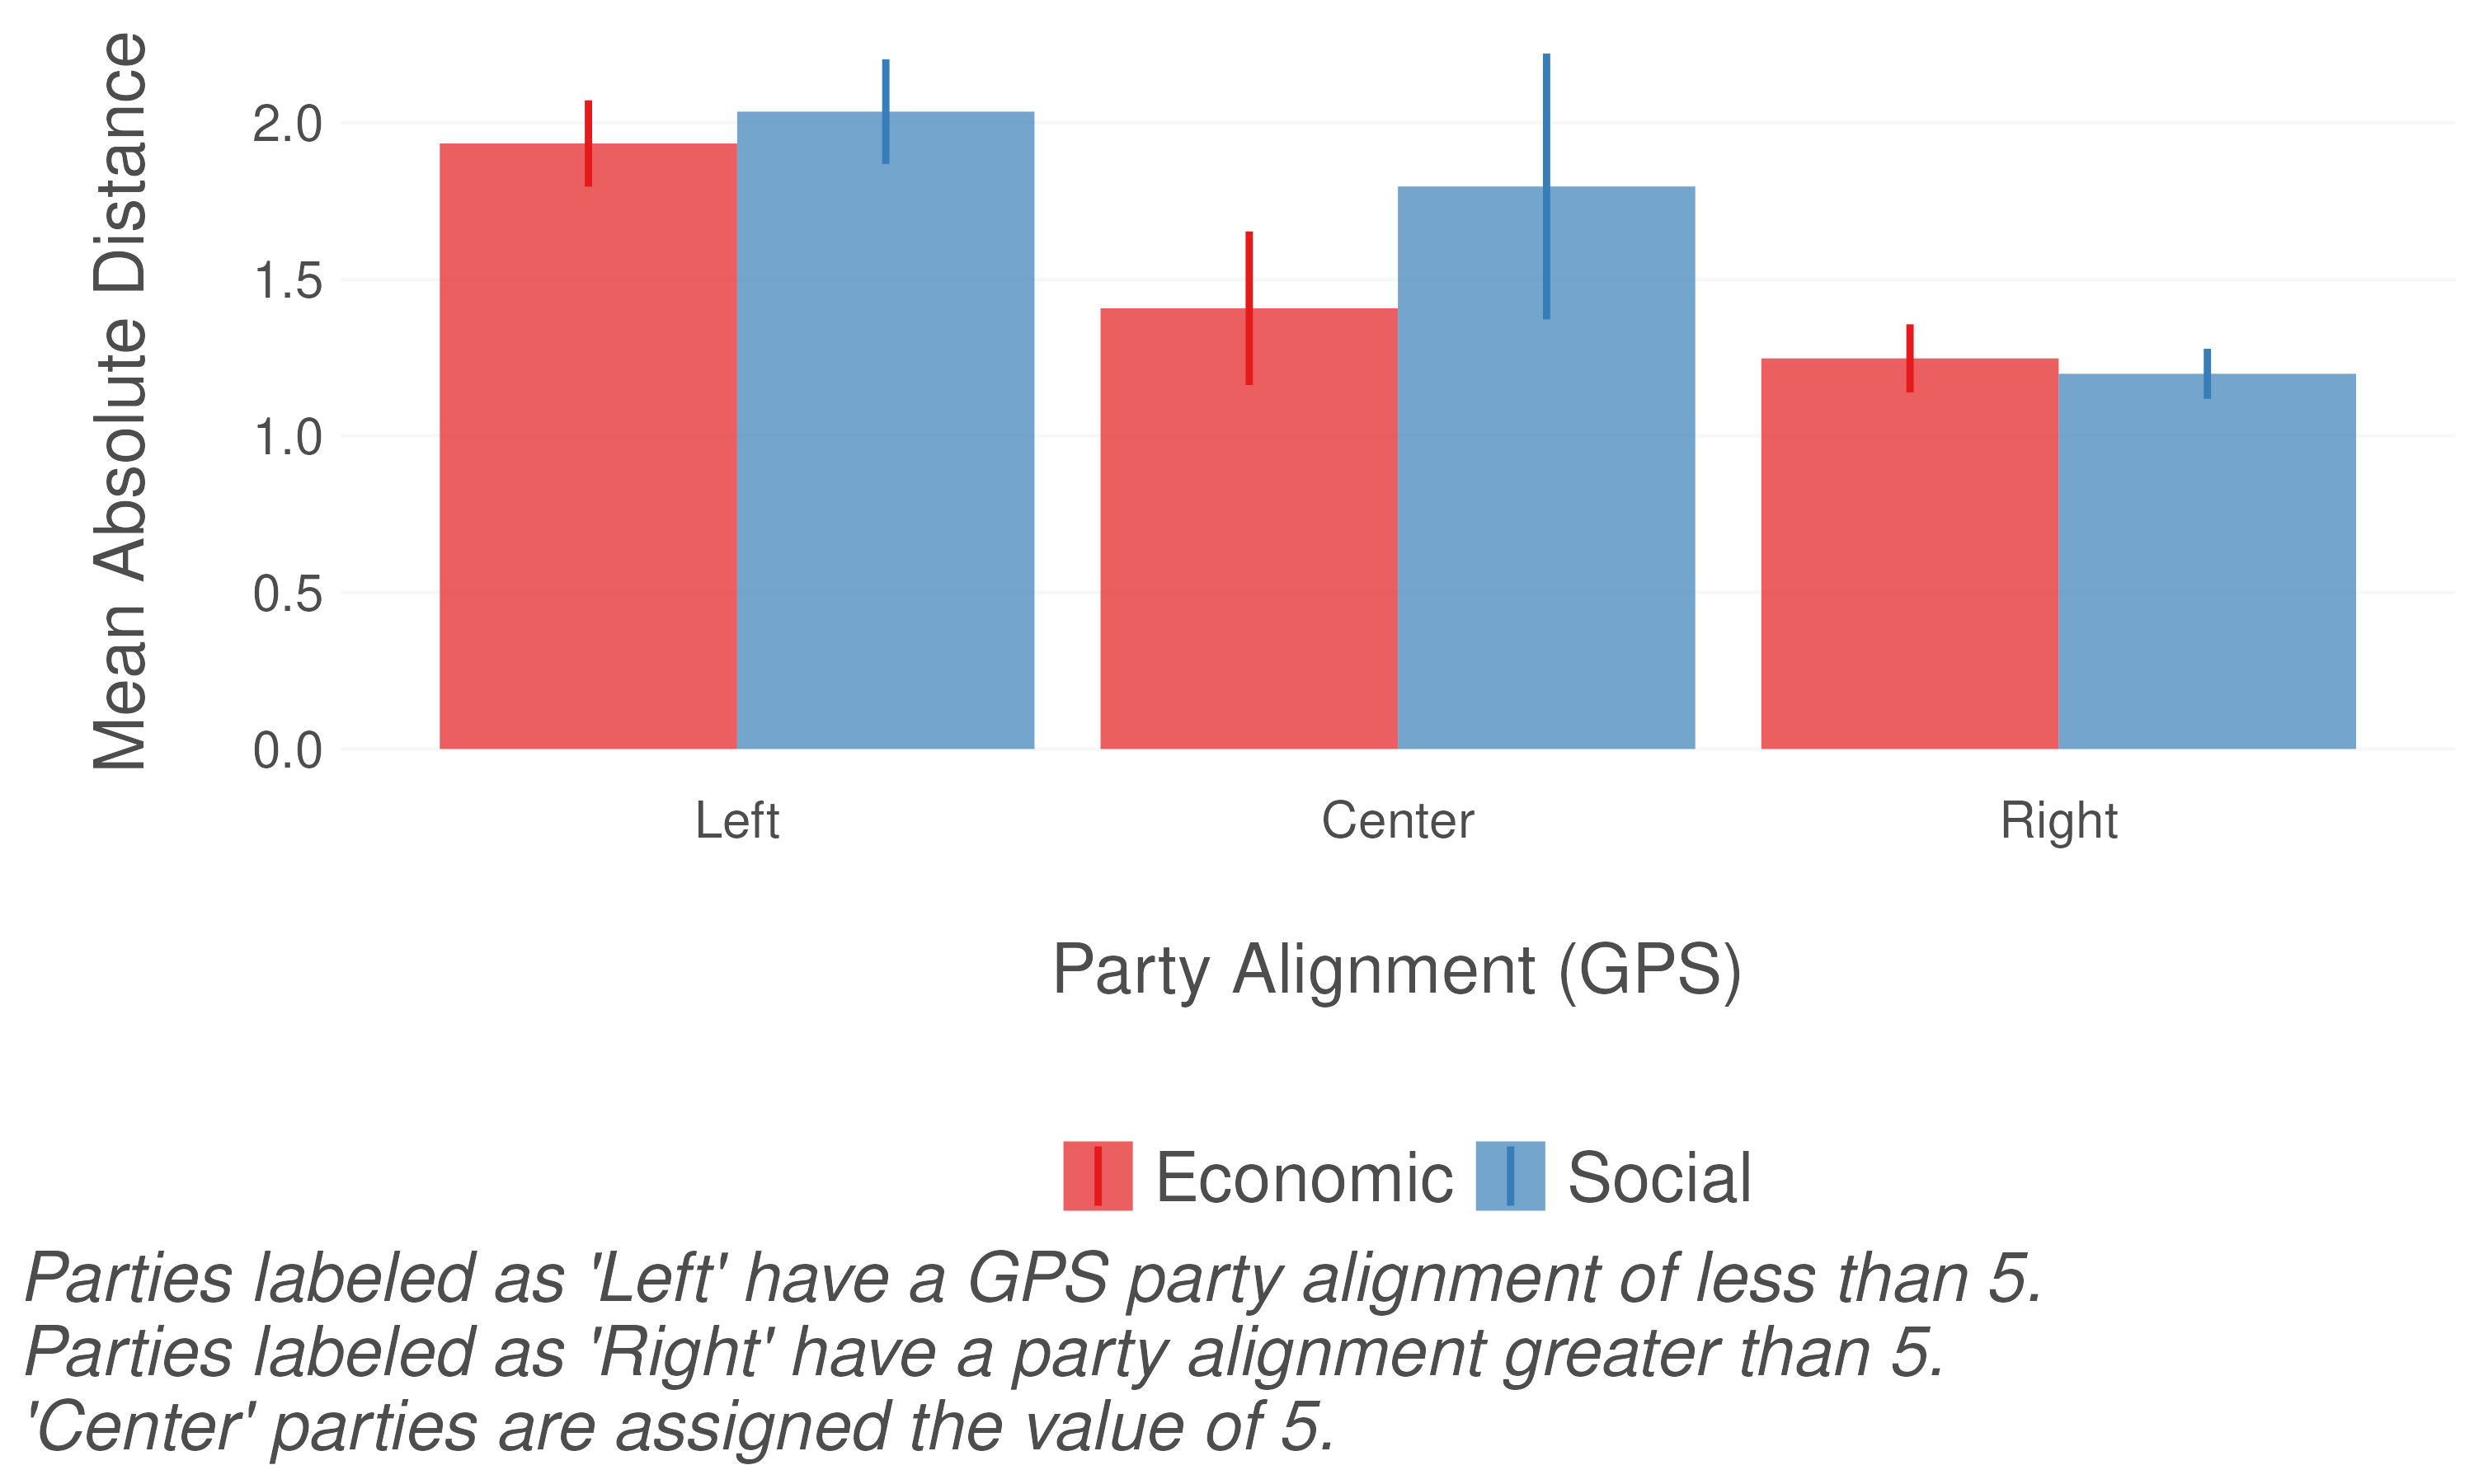 Mean Absolute Distance
2.0
1.5
1.0
0.5
0.0
Left Center Right
Party Alignment (GPS)
Economic Social
Parties labeled as 'Left' have a GPS party alignment of less than 5.
Parties labeled as 'Right' have a party alignment greater than 5.
'Center' parties are assigned the value of 5.